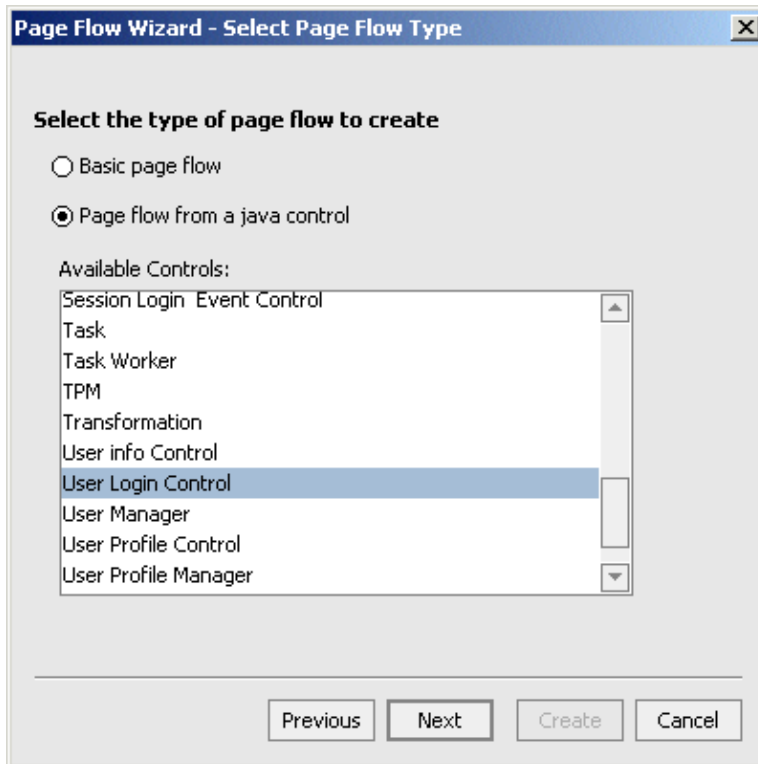 Page Flow Wizard - Select Page Flow Type
Select the type of page flow to create
Basic page flow
Page flow from a java control
Available Controls:
Session Login Event Control
Task
Task Worker
TPM
Transformation
User info Control
User Login Control
User Manager
User Profile Control
User Profile Manager
Previous Next Create Cancel